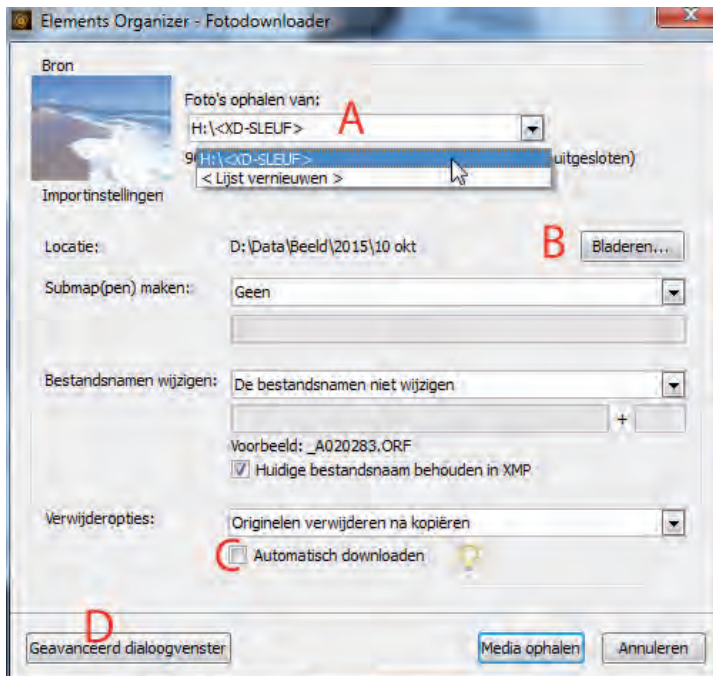 Elements Organizer - Fotodownloader
Bron
Foto's ophalen van:
H:\<XD-SLEUF> A
H:\<XD-SLEUF> uitgesloten)
< Lijst vernieuwen >
Importinstellingen
Locatie: D:\Data\Beeld\2015\10 okt B Bladeren...
Submap(pen) maken: Geen
Bestandsnamen wijzigen: De bestandsnamen niet wijzigen
+
Voorbeeld: _A020283.ORF
Huidige bestandsnaam behouden in XMP
Verwijderopties: Originelen verwijderen na kopiëren
C Automatisch downloaden
D
Geavanceerd dialoogvenster Media ophalen Annuleren